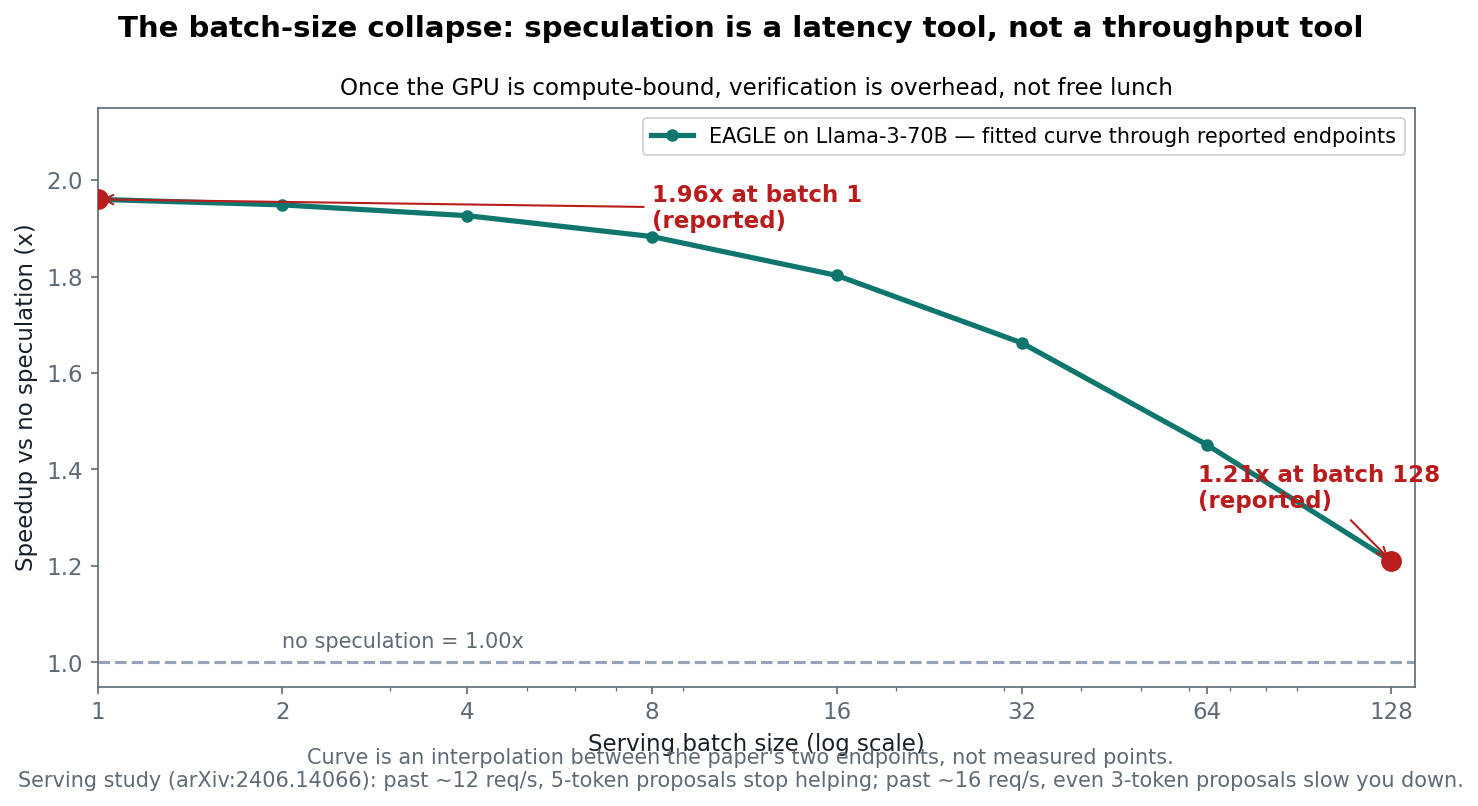 The batch-size collapse: speculation is a latency tool, not a throughput tool
Once the GPU is compute-bound, verification is overhead, not free lunch
EAGLE on Llama-3-70B — fitted curve through reported endpoints
Speedup vs no speculation (x)
2.0
1.8
1.6
1.4
1.2
1.0
1.96x at batch 1
(reported)
1.21x at batch 128
(reported)
no speculation = 1.00x
1
2
4
8
16
32
64
128
Serving batch size (log scale)
Curve is an interpolation between the paper's two endpoints, not measured points.
Serving study (arXiv:2406.14066): past ~12 req/s, 5-token proposals stop helping; past ~16 req/s, even 3-token proposals slow you down.